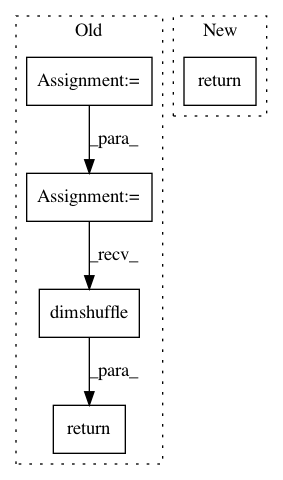 Old
New
Assignment:=
return
_para_
Assignment:=
_recv_
dimshuffle
_para_
return